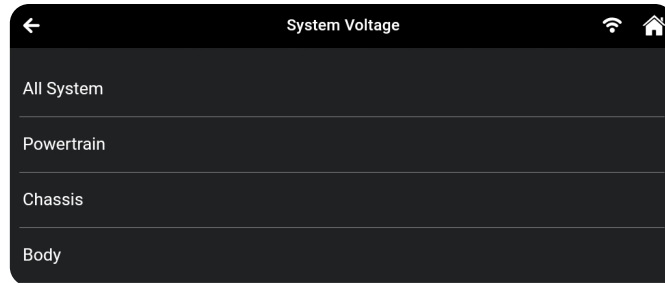 System Voltage
All System
Powertrain
Chassis
Body